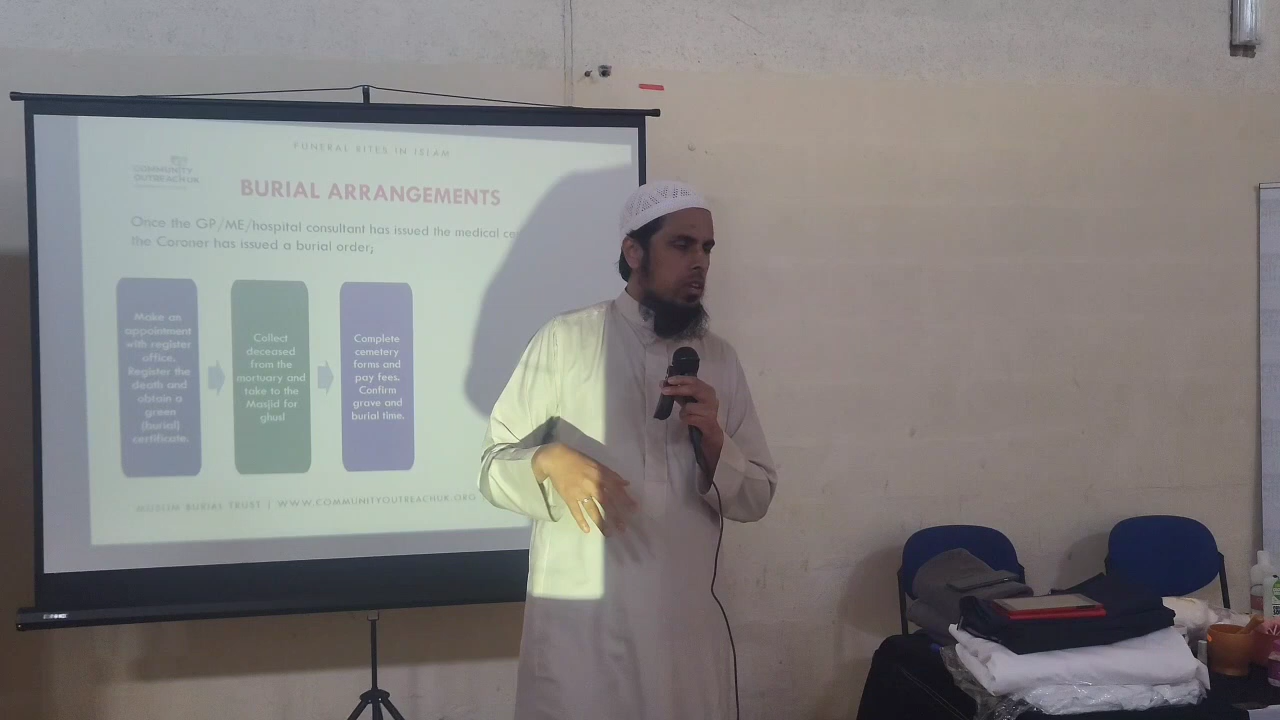 FUNERAL RITES IN ISLAM
COMMUNITY
OUTREACH UK
BURIAL ARRANGEMENTS
Once the GP/ME/hospital consultant has issued the medical
the Coroner has issued a burial order;
Make an
appointment
with register
office.
Register the
death and
obtain a
green
(burial)
certificate.
Collect
deceased
from the
mortuary and
take to the
Masjid for
ghusl
Complete
cemetery
forms and
pay fees.
Confirm
grave and
burial time.
MUSLIM BURIAL TRUST | WWW.COMMUNITYOUTREACHUK.ORG